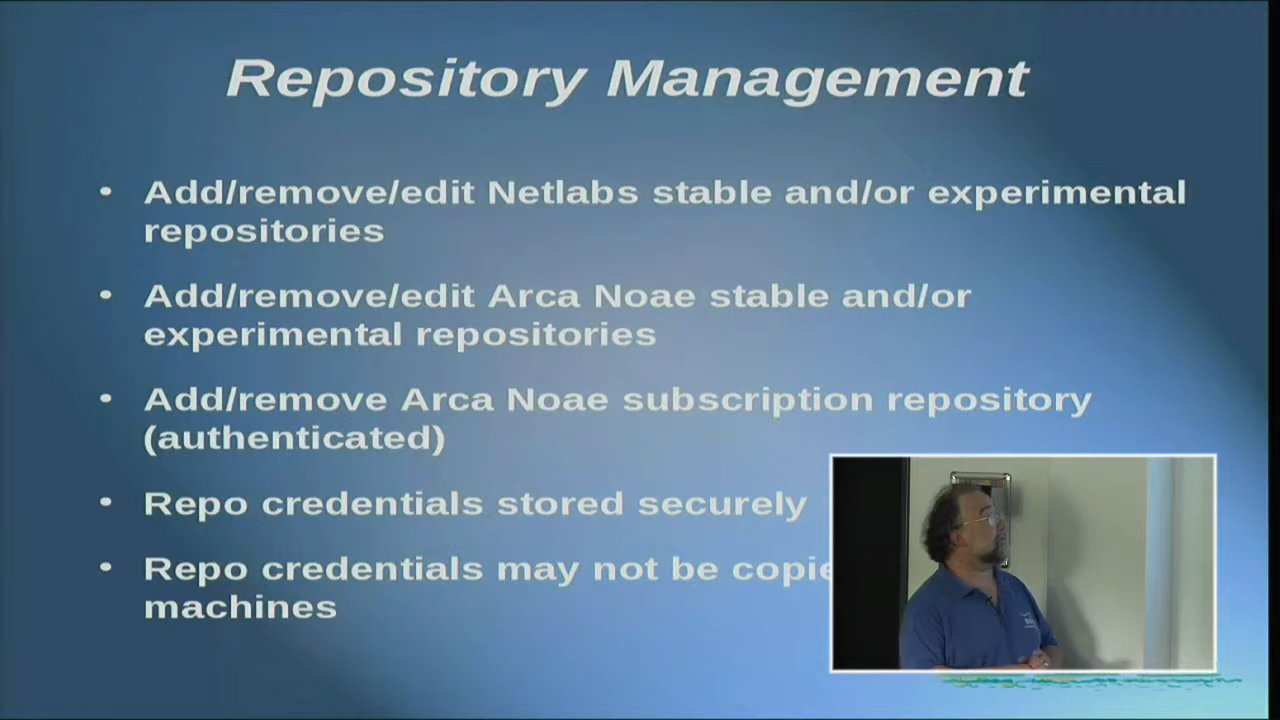 Repository Management
• Add/remove/edit Netlabs stable and/or experimental
repositories
• Add/remove/edit Arca Noae stable and/or
experimental repositories
• Add/remove Arca Noae subscription repository
(authenticated)
• Repo credentials stored securely
• Repo credentials may not be
machines